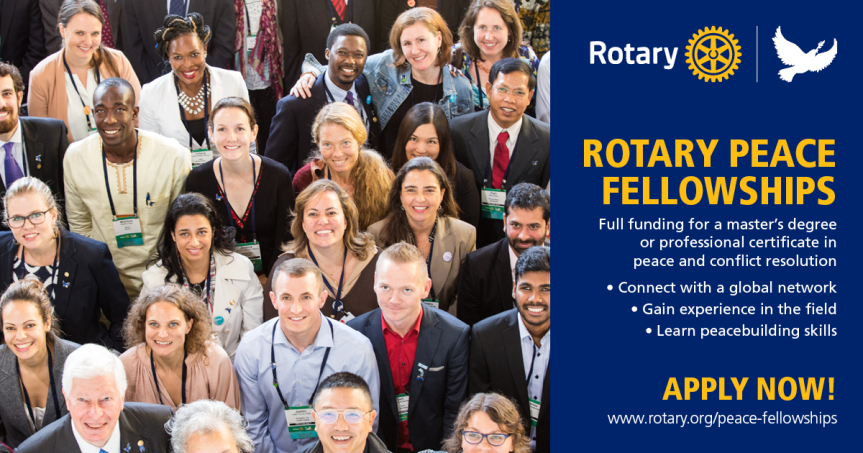 Rotary
ROTARY PEACE
FELLOWSHIPS
Full funding for a master's degree
or professional certificate in
peace and conflict resolution
• Connect with a global network
• Gain experience in the field
• Learn peacebuilding skills
APPLY NOW!
www.rotary.org/peace-fellowships